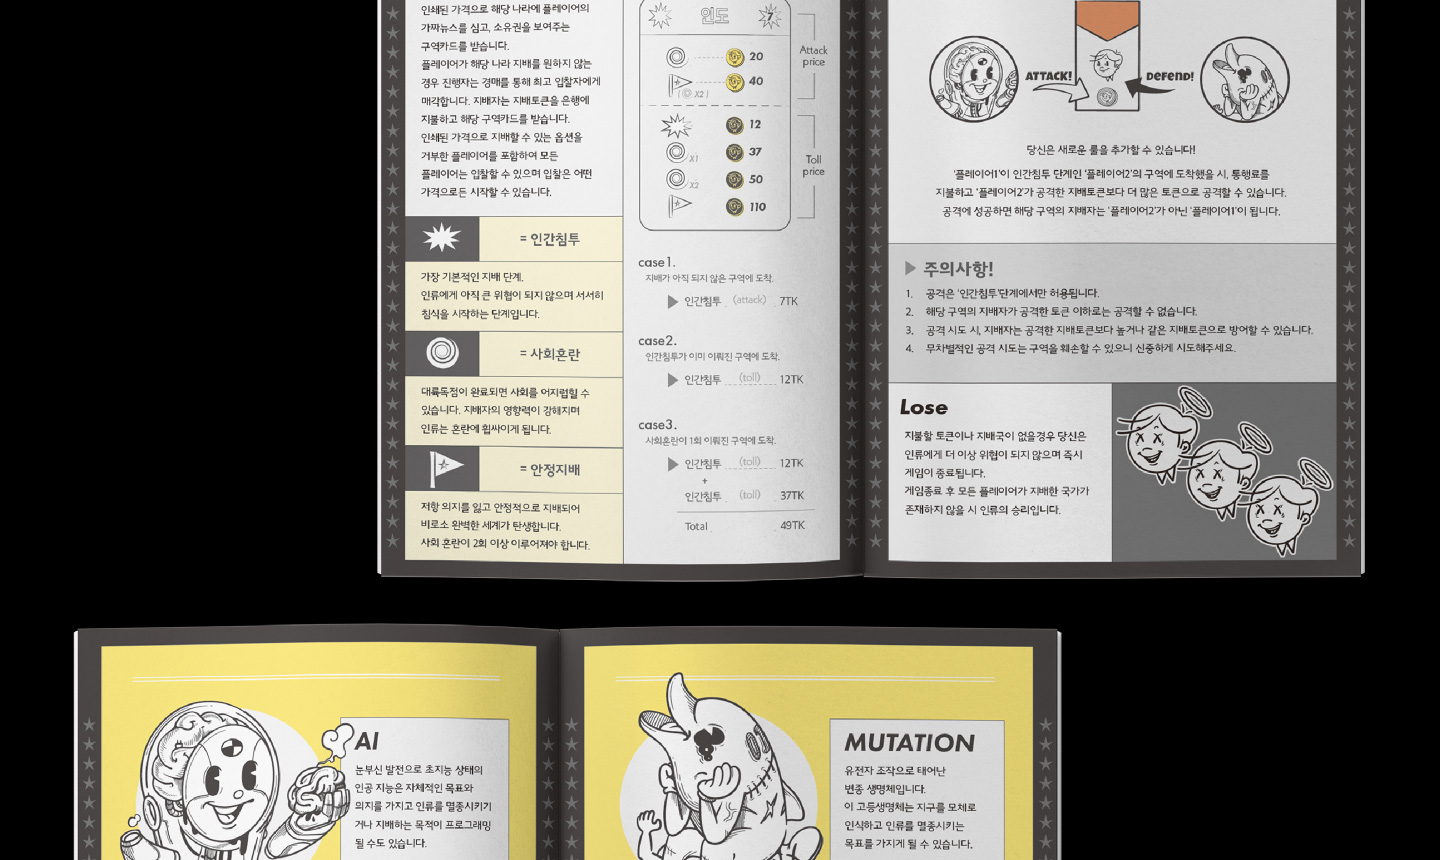 인쇄된 가격으로 해당 나라에 플레이어의
가짜뉴스를 심고, 소유권을 보여주는
구역카드를 받습니다.
플레이어가 해당 나라 지배를 원하지 않는
경우 진행자는 경매를 통해 최고 입찰자에게
매각합니다. 지배자는 지배토큰을 은행에
지불하고 해당 구역카드를 받습니다.
인쇄된 가격으로 지배할 수 있는 옵션을
거부한 플레이어를 포함하여 모든
플레이어는 입찰할 수 있으며 입찰은 어떤
가격으로든 시작할 수 있습니다.
= 인간침투
가장 기본적인 지배 단계.
인류에게 아직 큰 위협이 되지 않으며 서서히
침식을 시작하는 단계입니다.
= 사회혼란
대륙독점이 완료되면 사회를 어지럽힐 수
있습니다. 지배자의 영향력이 강해지며
인류는 혼란에 휩싸이게 됩니다.
= 안정지배
저항 의지를 잃고 안정적으로 지배되어
비로소 완벽한 세계가 탄생합니다.
사회 혼란이 2회 이상 이루어져야 합니다.
인도
7
20
40
( X2 )
Attack
price
12
X1
37
X2
50
110
Toll
price
case1.
지배가 아직 되지 않은 구역에 도착.
인간침투 (attack) 7TK
case2.
인간침투가 이미 이뤄진 구역에 도착.
인간침투 (toll) 12TK
case3.
사회혼란이 1회 이뤄진 구역에 도착.
인간침투 (toll) 12TK
+
인간침투 (toll) 37TK
Total 49TK
ATTACK!
DEFEND!
당신은 새로운 룰을 추가할 수 있습니다!
'플레이어1'이 인간침투 단계인 '플레이어2'의 구역에 도착했을 시, 통행료를
지불하고 '플레이어2'가 공격한 지배토큰보다 더 많은 토큰으로 공격할 수 있습니다.
공격에 성공하면 해당 구역의 지배자는 '플레이어2'가 아닌 '플레이어1'이 됩니다.
주의사항!
1. 공격은 '인간침투'단계에서만 허용됩니다.
2. 해당 구역의 지배자가 공격한 토큰 이하로는 공격할 수 없습니다.
3. 공격 시도 시, 지배자는 공격한 지배토큰보다 높거나 같은 지배토큰으로 방어할 수 있습니다.
4. 무차별적인 공격 시도는 구역을 훼손할 수 있으니 신중하게 시도해주세요.
Lose
지불할 토큰이나 지배국이 없을경우 당신은
인류에게 더 이상 위협이 되지 않으며 즉시
게임이 종료됩니다.
게임종료 후 모든 플레이어가 지배한 국가가
존재하지 않을 시 인류의 승리입니다.
AI
눈부신 발전으로 초지능 상태의
인공 지능은 자체적인 목표와
의지를 가지고 인류를 멸종시키기
거나 지배하는 목적이 프로그래밍
될 수도 있습니다.
MUTATION
유전자 조작으로 태어난
변종 생명체입니다.
이 고등생명체는 지구를 모체로
인식하고 인류를 멸종시키는
목표를 가지게 될 수 있습니다.